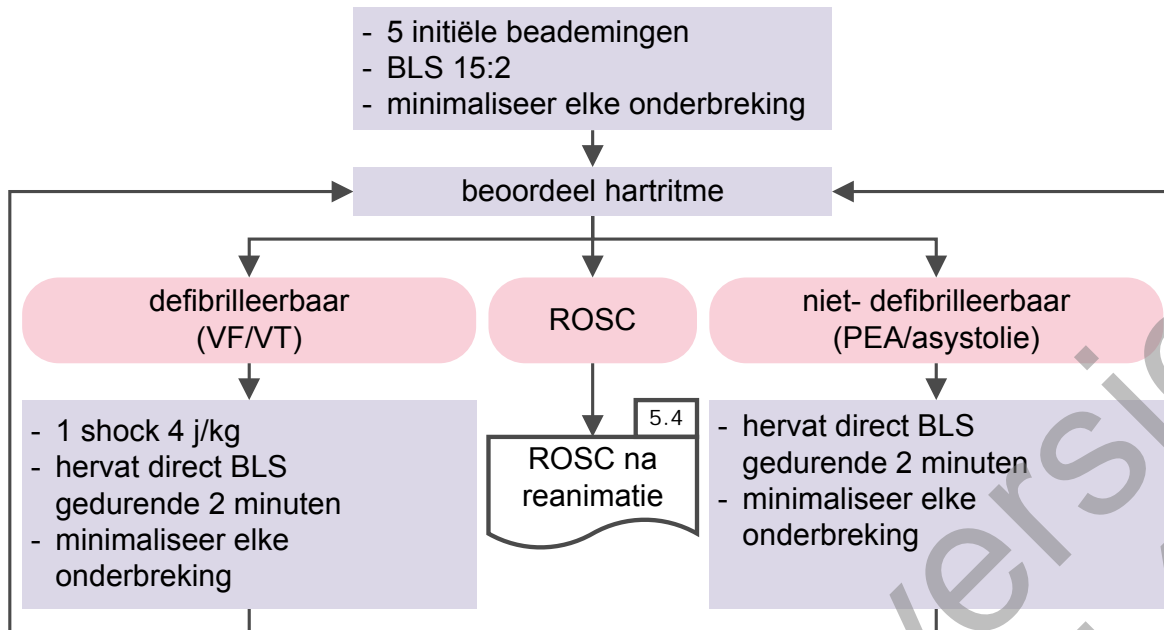 - 5 initiële beademingen
- BLS 15:2
- minimaliseer elke onderbreking
beoordeel hartritme
defibrilleerbaar
(VF/VT)
ROSC
niet- defibrilleerbaar
(PEA/asystolie)
- 1 shock 4 j/kg
- hervat direct BLS
gedurende 2 minuten
- minimaliseer elke
onderbreking
5.4
ROSC na
reanimatie
- hervat direct BLS
gedurende 2 minuten
- minimaliseer elke
onderbreking